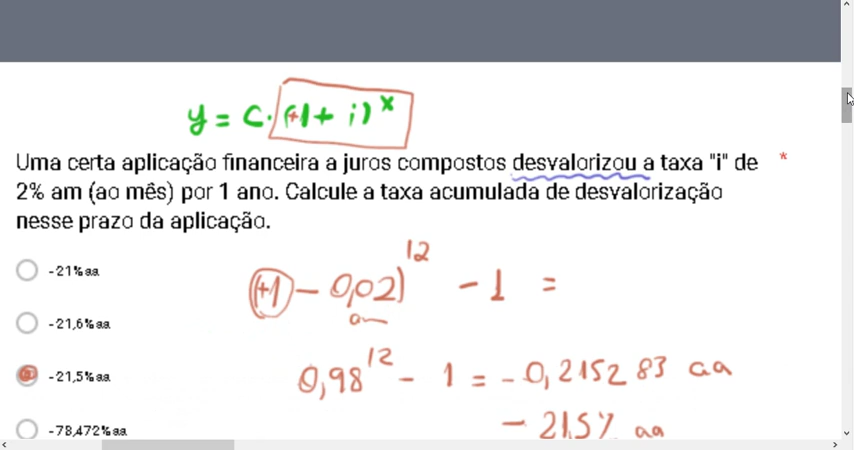 y = C.(+1 + i)^x
Uma certa aplicação financeira a juros compostos desvalorizou a taxa "i" de *
2% am (ao mês) por 1 ano. Calcule a taxa acumulada de desvalorização
nesse prazo da aplicação.
-21% aa
-21,6% aa
-21,5% aa
-78,472% aa
(+1 - 0,02)^12 - 1 =
am
0,98^12 - 1 = -0,215283 aa
- 21,5% aa